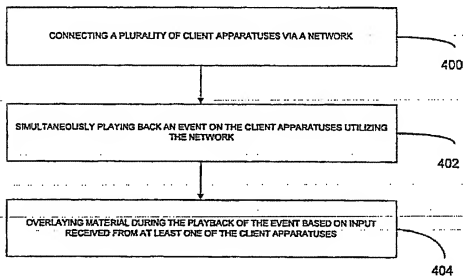 CONNECTING A PLURALITY OF CLIENT APPARATUSES VIA A NETWORK
400
SIMULTANEOUSLY PLAYING BACK AN EVENT ON THE CLIENT APPARATUSES UTILIZING
THE NETWORK
402
OVERLAYING MATERIAL DURING THE PLAYBACK OF THE EVENT BASED ON INPUT
RECEIVED FROM AT LEAST ONE OF THE CLIENT APPARATUSES
404